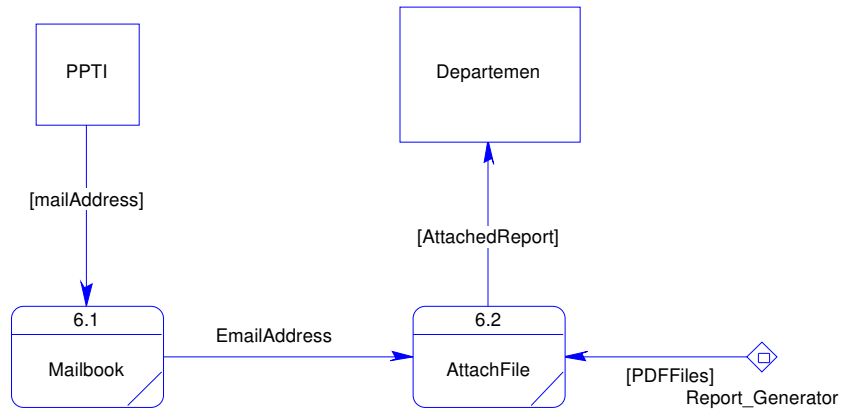 PPTI
Departemen
[mailAddress]
[AttachedReport]
6.1
Mailbook
EmailAddress
6.2
AttachFile
[PDFFiles]
Report_Generator